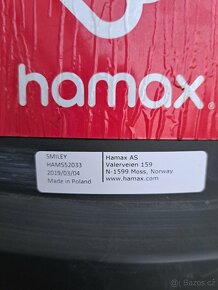 hamax
SMILEY
HAMS52033
2019/03/04
Made in Poland
Hamax AS
Valerveien 159
N-1599 Moss, Norway
www.hamax.com
Bazoš.cz